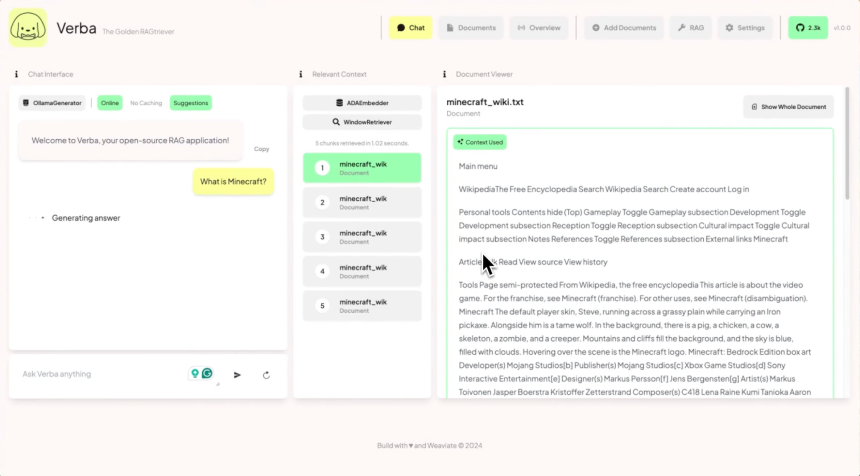 Verba
The Golden RAGtriever
Chat
Documents
Overview
Add Documents
RAG
Settings
2.3k
v1.0.0
Chat Interface
Relevant Context
Document Viewer
OllamaGenerator
Online
No Caching
Suggestions
Welcome to Verba, your open-source RAG application!
Copy
What is Minecraft?
Generating answer
Ask Verba anything
ADAEmbedder
WindowRetriever
5 chunks retrieved in 1.02 seconds.
1
minecraft_wik
Document
2
minecraft_wik
Document
3
minecraft_wik
Document
4
minecraft_wik
Document
5
minecraft_wik
Document
minecraft_wiki.txt
Document
Show Whole Document
Context Used
Main menu
WikipediaThe Free Encyclopedia Search Wikipedia Search Create account Log in
Personal tools Contents hide (Top) Gameplay Toggle Gameplay subsection Development Toggle
Development subsection Reception Toggle Reception subsection Cultural impact Toggle Cultural
impact subsection Notes References Toggle References subsection External links Minecraft
Article Read View source View history
Tools Page semi-protected From Wikipedia, the free encyclopedia This article is about the video
game. For the franchise, see Minecraft (franchise). For other uses, see Minecraft (disambiguation).
Minecraft The default player skin, Steve, running across a grassy plain while carrying an Iron
pickaxe. Alongside him is a tame wolf. In the background, there is a pig, a chicken, a cow, a
skeleton, a zombie, and a creeper. Mountains and cliffs fill the background, and the sky is blue,
filled with clouds. Hovering over the scene is the Minecraft logo. Minecraft: Bedrock Edition box art
Developer(s) Mojang Studios[b] Publisher(s) Mojang Studios[c] Xbox Game Studios[d] Sony
Interactive Entertainment[e] Designer(s) Markus Persson[f] Jens Bergensten[g] Artist(s) Markus
Toivonen Jasper Boerstra Kristoffer Zetterstrand Composer(s) C418 Lena Raine Kumi Tanioka Aaron
Build with ♥ and Weaviate © 2024